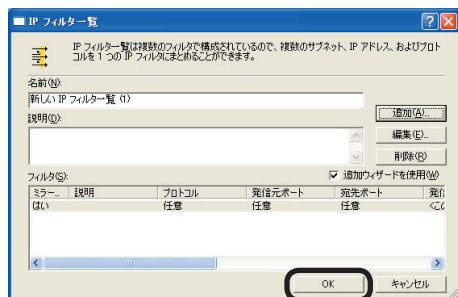 IP フィルタ一覧
IP フィルタ一覧は複数のフィルタで構成されているので、複数のサブネット、IP アドレス、およびプロト
コルを 1 つの IP フィルタにまとめることができます。
名前(N):
新しい IP フィルタ一覧 (1)
追加(A)...
説明(D):
編集(E)...
削除(R)
フィルタ(S):
追加ウィザードを使用(W)
ミラー... 説明 プロトコル 発信元ポート 宛先ポート 発信
はい 任意 任意 任意 <この
OK キャンセル